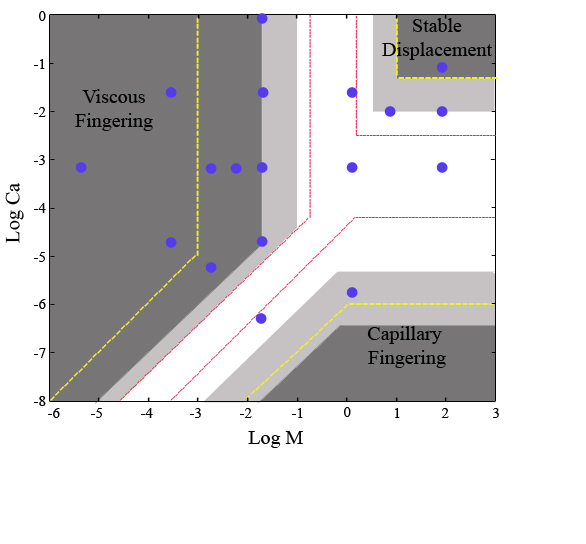 0
Stable
Displacement
-1
Viscous
Fingering
-2
-3
Log Ca
-4
-5
-6
Capillary
Fingering
-7
-8
-6 -5 -4 -3 -2 -1 0 1 2 3
Log M